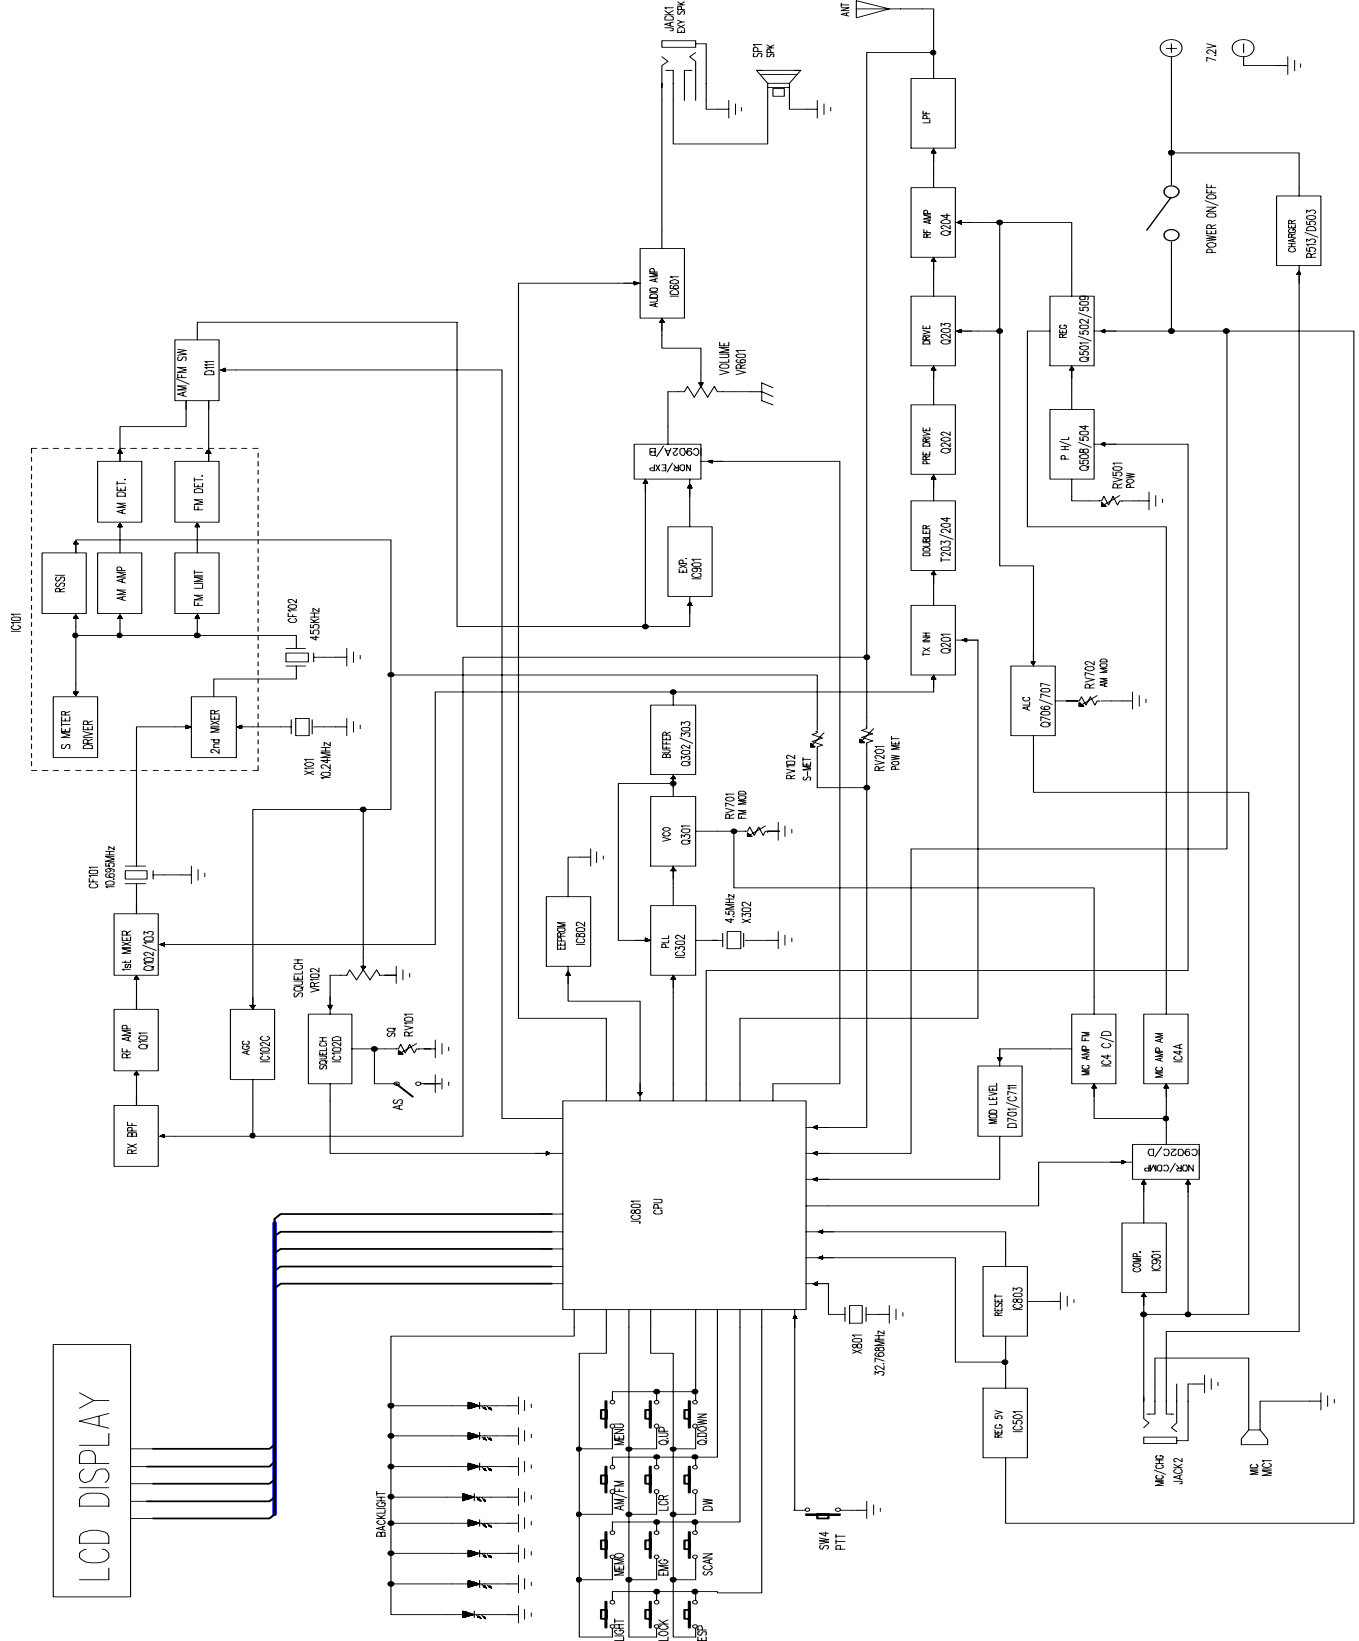 LCD DISPLAY
BACKLIGHT
LIGHT
MEMO
AM/FM
MENO
LOCK
EMG
LCR
Q.UP
ESP
SCAN
DW
Q.DOWN
SW4
PTT
X801
32.768MHz
JC801
CPU
RX BPF
RF AMP
Q101
1st MIXER
Q102/103
CF101
10.695MHz
AGC
IC102C
SQUELCH
IC102D
SQUELCH
VR102
SQ
RV101
AS
IC101
S METER
DRIVER
2nd MIXER
X101
10.24MHz
CF102
455KHz
RSSI
AM AMP
FM LIMIT
AM DET.
FM DET.
AM/FM SW
D111
EEPROM
IC802
PLL
IC302
4.5MHz
X302
VCO
Q301
RV701
FM MOD
BUFFER
Q302/303
RV102
S-MET
RV201
POW MET
EXP.
IC901
NOR/EXP
IC902A/B
VOLUME
VR601
AUDIO AMP
IC601
JACK1
EXY SPK
SP1
SPK
ANT
TX INH
Q201
DOUBLER
T203/204
PRE DRIVE
Q202
DRIVE
Q203
RF AMP
Q204
LPF
ALC
Q706/707
RV702
AM MOD
P H/L
Q508/504
RV501
POW
REG
Q501/502/509
POWER ON/OFF
7.2V
CHARGER
R513/D503
REG 5V
IC501
RESET
IC803
MOD LEVEL
D701/C711
MIC AMP FM
IC4 C/D
MIC AMP AM
IC4A
NOR/COMP
C902C/D
COMP.
IC901
MIC/CHG
JACK2
MIC
MIC1